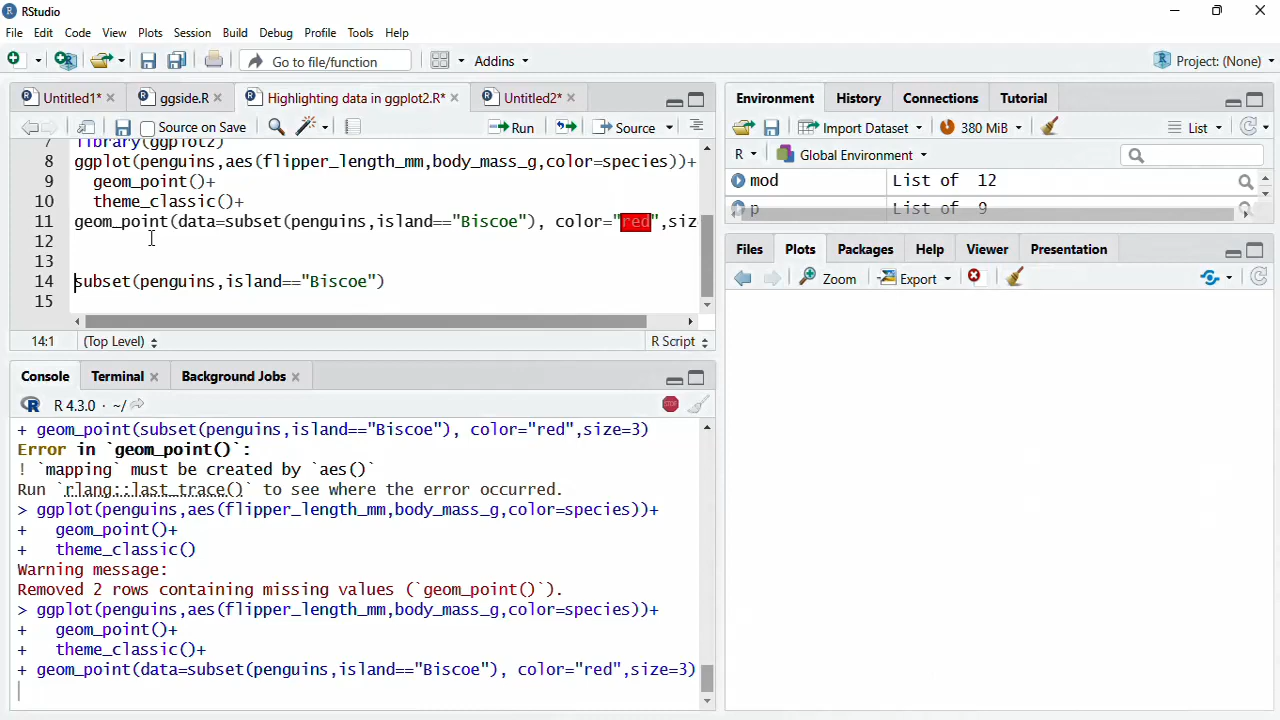 RStudio
File Edit Code View Plots Session Build Debug Profile Tools Help
Go to file/function Addins Project: (None)
Untitled1* ggside.R Highlighting data in ggplot2.R* Untitled2*
Source on Save Run Source
7 library(ggplot2)
8 ggplot(penguins,aes(flipper_length_mm,body_mass_g,color=species))+
9 geom_point()+
10 theme_classic()+
11 geom_point(data=subset(penguins,island=="Biscoe"), color="red",siz
12
13
14 subset(penguins,island=="Biscoe")
15
14:1 (Top Level) R Script
Console Terminal Background Jobs
R 4.3.0 · ~/
+ geom_point(subset(penguins,island=="Biscoe"), color="red",size=3)
Error in `geom_point()`:
! `mapping` must be created by `aes()`
Run `rlang::last_trace()` to see where the error occurred.
> ggplot(penguins,aes(flipper_length_mm,body_mass_g,color=species))+
+ geom_point()+
+ theme_classic()
Warning message:
Removed 2 rows containing missing values (`geom_point()`).
> ggplot(penguins,aes(flipper_length_mm,body_mass_g,color=species))+
+ geom_point()+
+ theme_classic()+
+ geom_point(data=subset(penguins,island=="Biscoe"), color="red",size=3)
Environment History Connections Tutorial
Import Dataset 380 MiB List
R Global Environment
mod List of 12
p List of 9
Files Plots Packages Help Viewer Presentation
Zoom Export